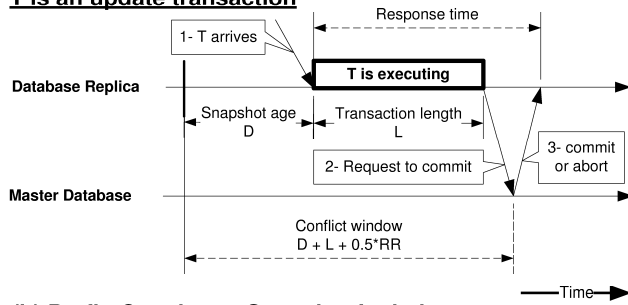 T is an update transaction
Response time
1- T arrives
T is executing
Database Replica
Snapshot age
D
Transaction length
L
2- Request to commit
3- commit
or abort
Master Database
Conflict window
D + L + 0.5*RR
Time